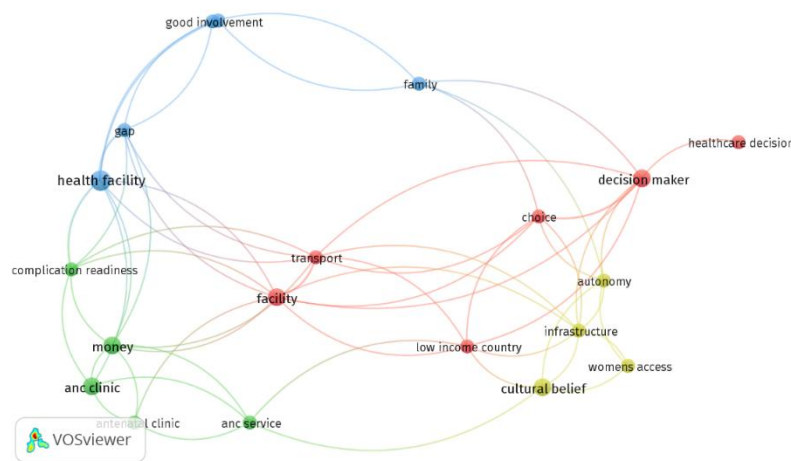 good involvement
family
gap
healthcare decision
health facility
decision maker
choice
transport
complication readiness
autonomy
facility
infrastructure
money
low income country
womens access
anc clinic
cultural belief
antenatal clinic
anc service
VOSviewer